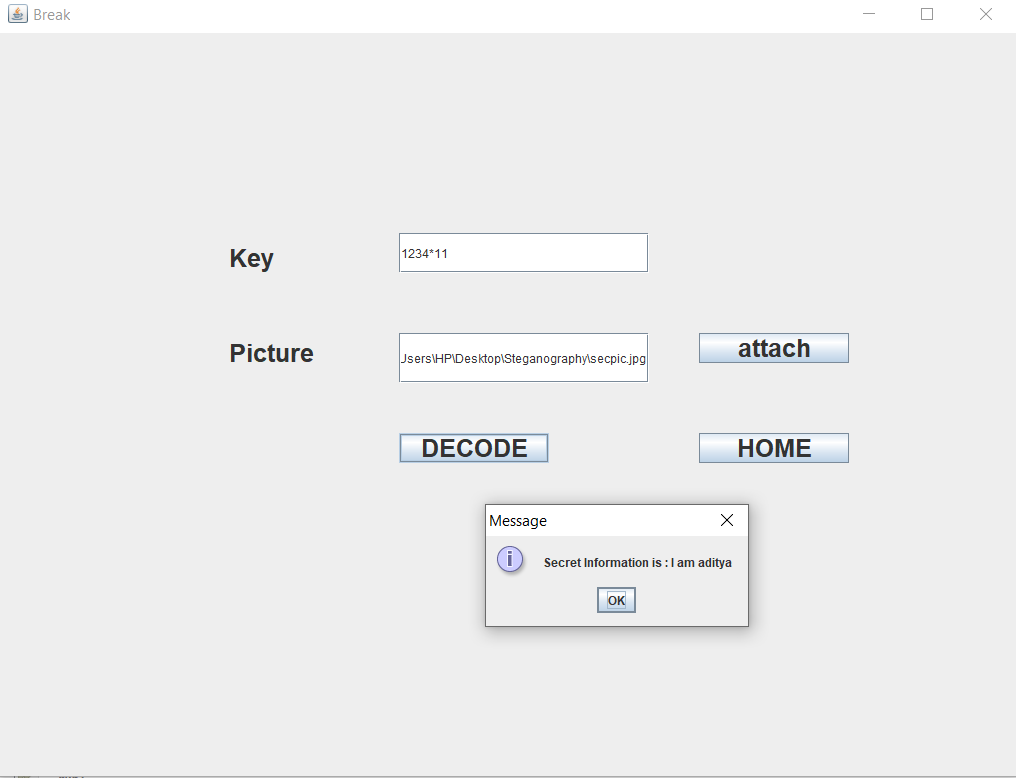 Break
Key
1234*11
Picture
Jsers\HP\Desktop\Steganography\secpic.jpg
attach
DECODE
HOME
Message
Secret Information is : I am aditya
OK